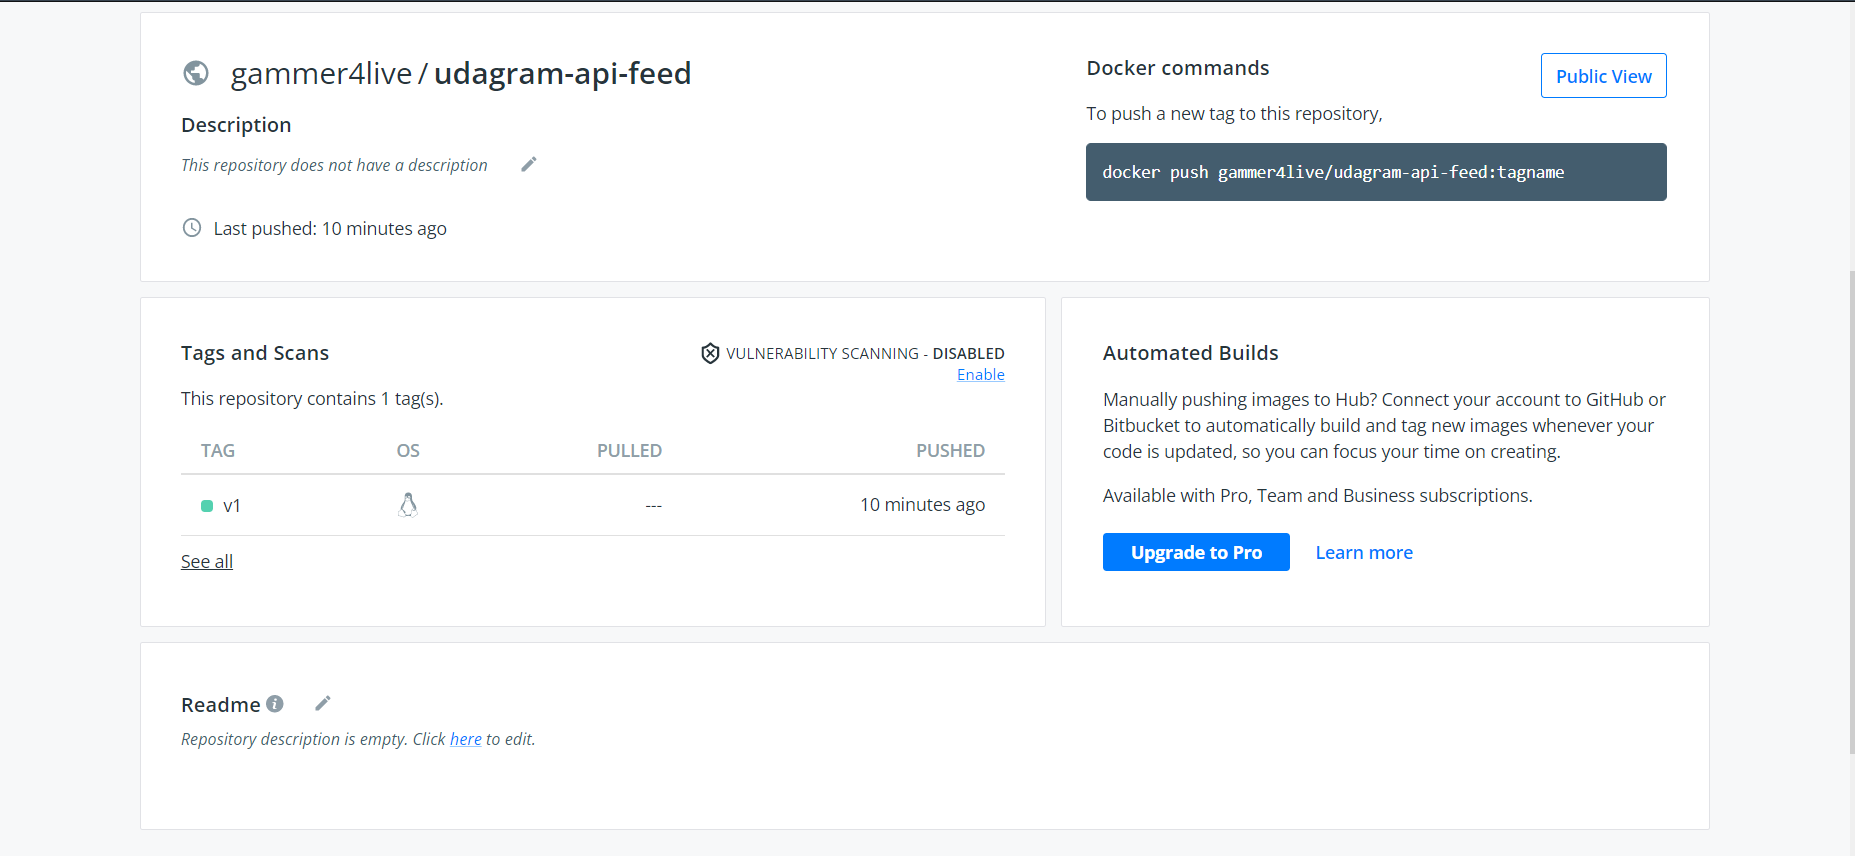 gammer4live / udagram-api-feed
Description
This repository does not have a description
Last pushed: 10 minutes ago
Docker commands
Public View
To push a new tag to this repository,
docker push gammer4live/udagram-api-feed:tagname
Tags and Scans
VULNERABILITY SCANNING - DISABLED
Enable
This repository contains 1 tag(s).
TAG OS PULLED PUSHED
v1 --- 10 minutes ago
See all
Automated Builds
Manually pushing images to Hub? Connect your account to GitHub or
Bitbucket to automatically build and tag new images whenever your
code is updated, so you can focus your time on creating.
Available with Pro, Team and Business subscriptions.
Upgrade to Pro Learn more
Readme
Repository description is empty. Click here to edit.